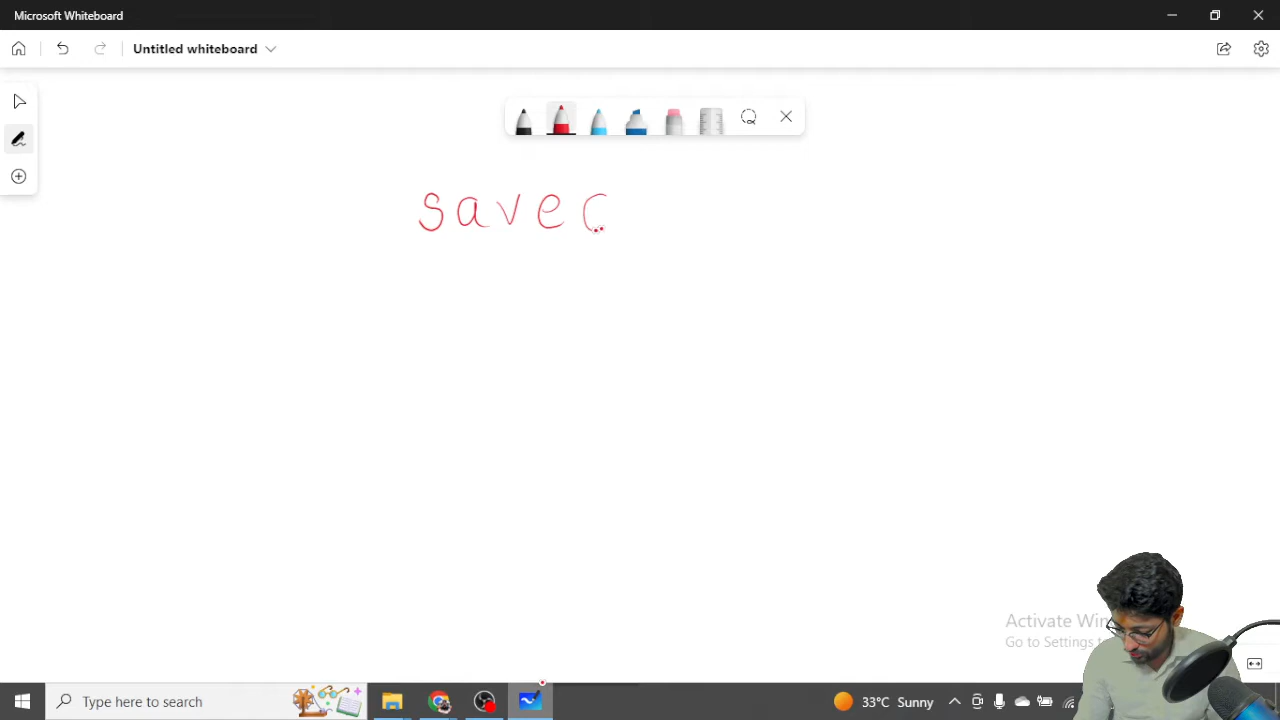 Microsoft Whiteboard
Untitled whiteboard
save
Activate Win
Go to Settings t
Type here to search
33°C Sunny